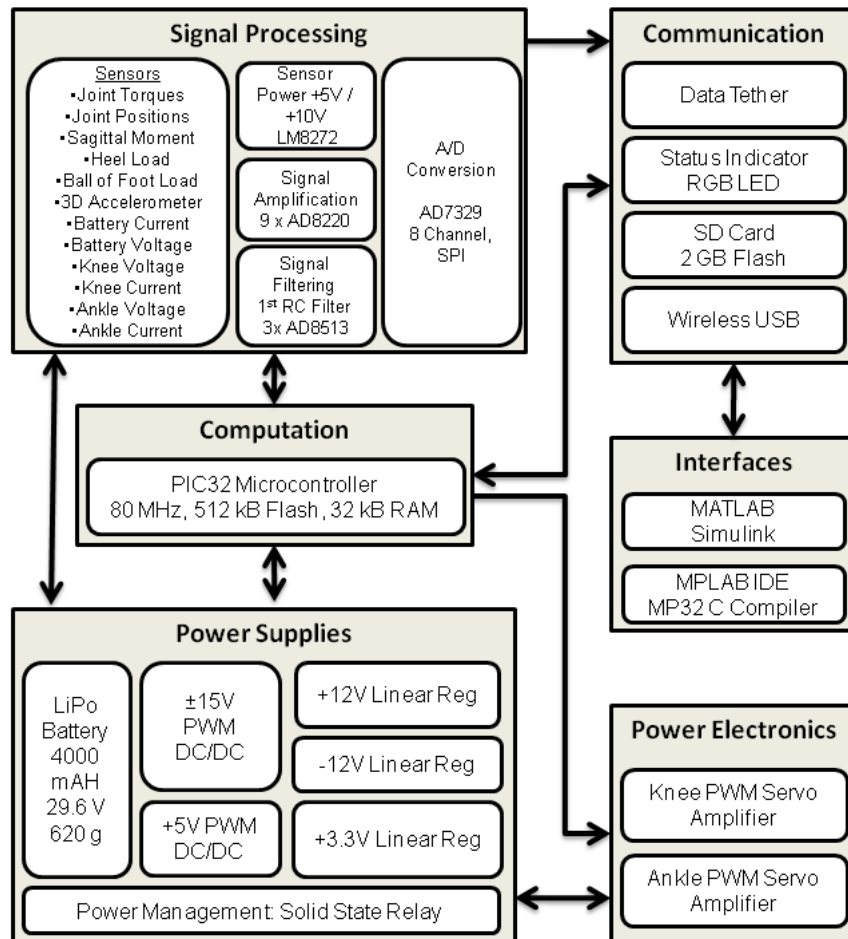 Signal Processing
Sensors
▪Joint Torques
▪Joint Positions
▪Sagittal Moment
▪Heel Load
▪Ball of Foot Load
▪3D Accelerometer
▪Battery Current
▪Battery Voltage
▪Knee Voltage
▪Knee Current
▪Ankle Voltage
▪Ankle Current
Sensor
Power +5V /
+10V
LM8272
Signal
Amplification
9 x AD8220
Signal
Filtering
1st RC Filter
3x AD8513
A/D
Conversion
AD7329
8 Channel,
SPI
Communication
Data Tether
Status Indicator
RGB LED
SD Card
2 GB Flash
Wireless USB
Computation
PIC32 Microcontroller
80 MHz, 512 kB Flash, 32 kB RAM
Interfaces
MATLAB
Simulink
MPLAB IDE
MP32 C Compiler
Power Supplies
LiPo
Battery
4000
mAH
29.6 V
620 g
±15V
PWM
DC/DC
+5V PWM
DC/DC
+12V Linear Reg
-12V Linear Reg
+3.3V Linear Reg
Power Management: Solid State Relay
Power Electronics
Knee PWM Servo
Amplifier
Ankle PWM Servo
Amplifier